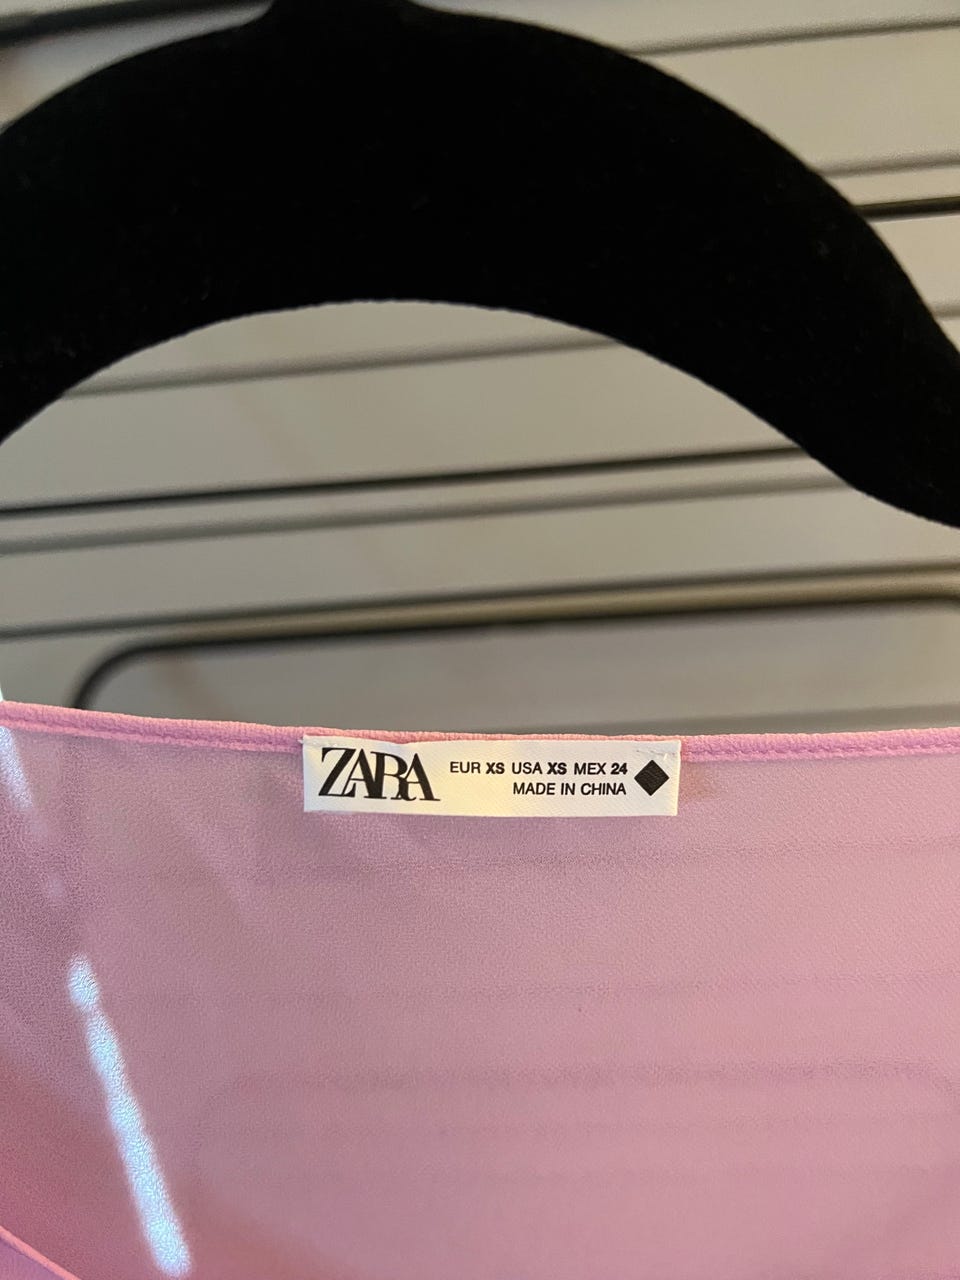 ZARA
EUR XS USA XS MEX 24
MADE IN CHINA